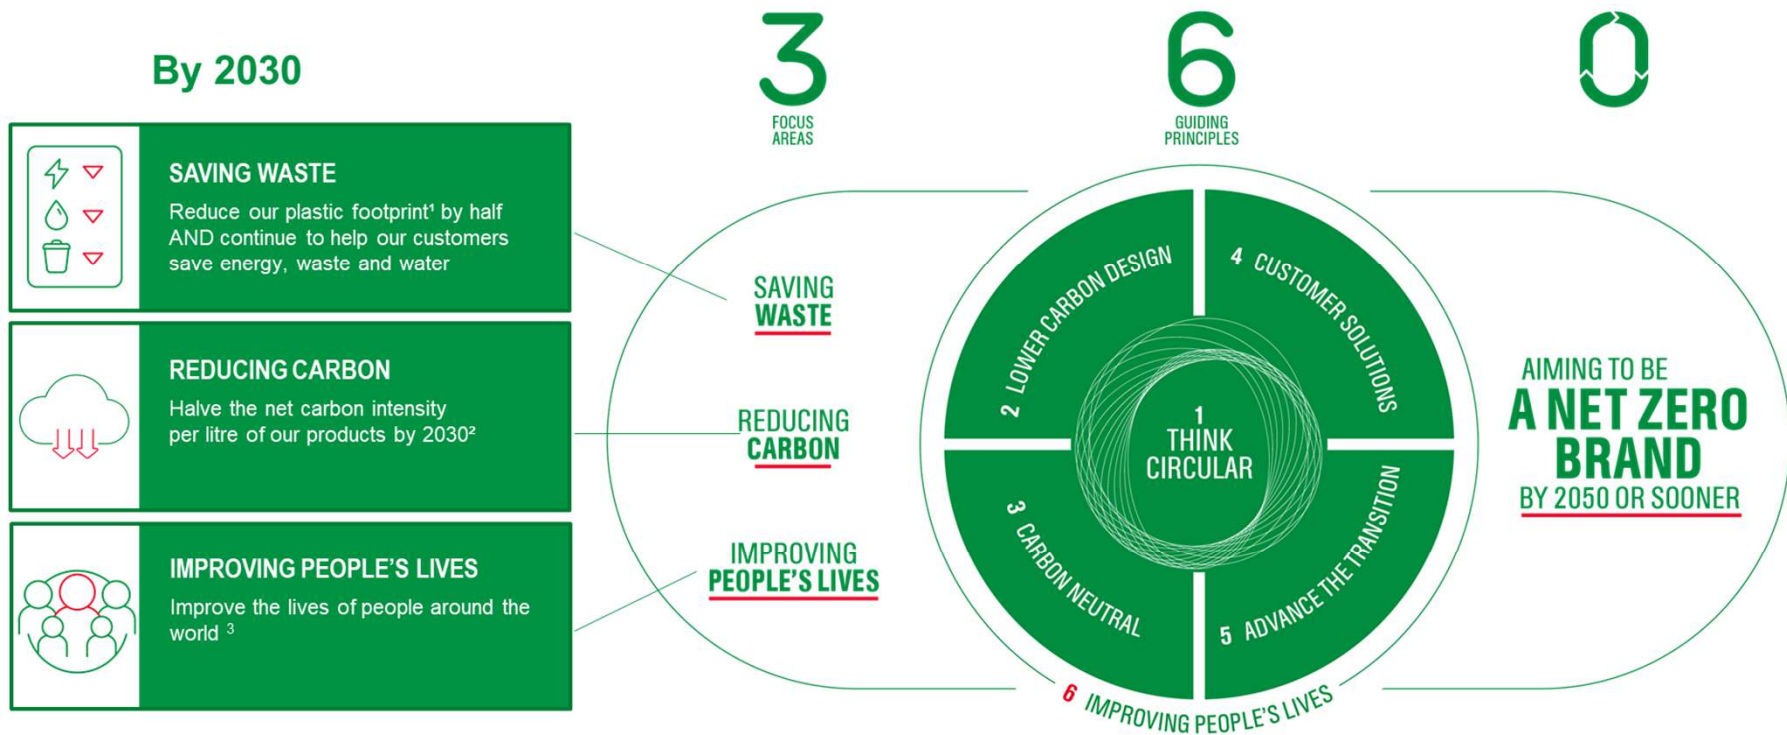 By 2030
SAVING WASTE
Reduce our plastic footprint¹ by half
AND continue to help our customers
save energy, waste and water
REDUCING CARBON
Halve the net carbon intensity
per litre of our products by 2030²
IMPROVING PEOPLE'S LIVES
Improve the lives of people around the
world ³
3
FOCUS
AREAS
SAVING
WASTE
REDUCING
CARBON
IMPROVING
PEOPLE'S LIVES
6
GUIDING
PRINCIPLES
1
THINK
CIRCULAR
2 LOWER CARBON DESIGN
3 CARBON NEUTRAL
4 CUSTOMER SOLUTIONS
5 ADVANCE THE TRANSITION
6 IMPROVING PEOPLE'S LIVES
0
AIMING TO BE
A NET ZERO
BRAND
BY 2050 OR SOONER